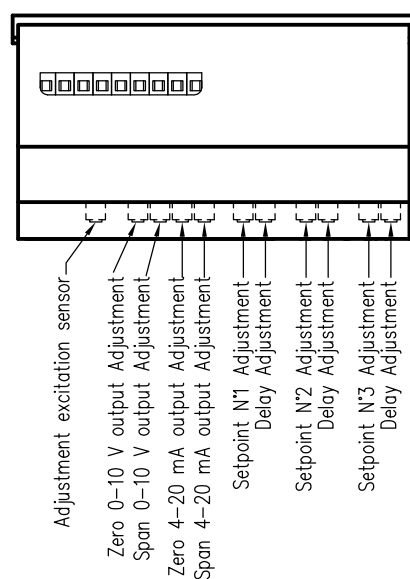 Adjustment excitation sensor
Zero 0-10 V output Adjustment
Span 0-10 V output Adjustment
Zero 4-20 mA output Adjustment
Span 4-20 mA output Adjustment
Setpoint N°1 Adjustment
Delay Adjustment
Setpoint N°2 Adjustment
Delay Adjustment
Setpoint N°3 Adjustment
Delay Adjustment